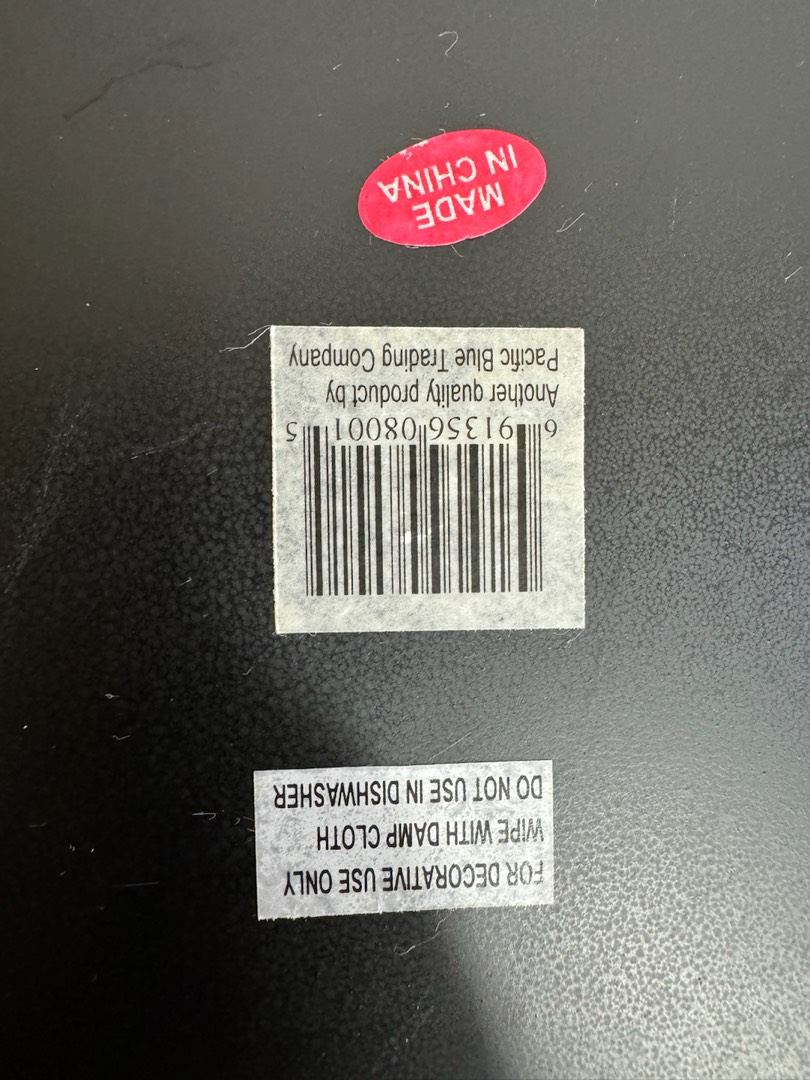 FOR DECORATIVE USE ONLY
WIPE WITH DAMP CLOTH
DO NOT USE IN DISHWASHER
6 91356 08001 5
Another quality product by
Pacific Blue Trading Company
MADE
IN CHINA